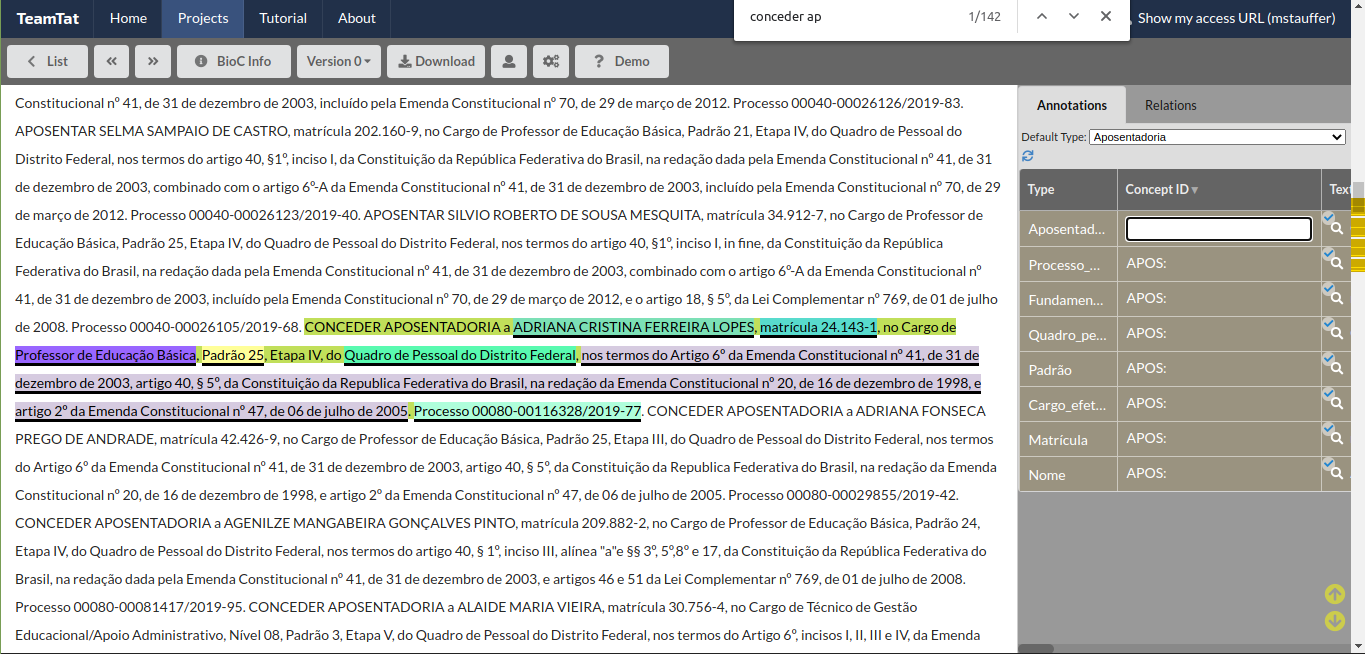 TeamTat Home Projects Tutorial About
conceder ap 1/142
Show my access URL (mstauffer)
List BioC Info Version 0 Download Demo
Constitucional nº 41, de 31 de dezembro de 2003, incluído pela Emenda Constitucional nº 70, de 29 de março de 2012. Processo 00040-00026126/2019-83.
APOSENTAR SELMA SAMPAIO DE CASTRO, matrícula 202.160-9, no Cargo de Professor de Educação Básica, Padrão 21, Etapa IV, do Quadro de Pessoal do
Distrito Federal, nos termos do artigo 40, §1º, inciso I, da Constituição da República Federativa do Brasil, na redação dada pela Emenda Constitucional nº 41, de 31
de dezembro de 2003, combinado com o artigo 6º-A da Emenda Constitucional nº 41, de 31 de dezembro de 2003, incluído pela Emenda Constitucional nº 70, de 29
de março de 2012. Processo 00040-00026123/2019-40. APOSENTAR SILVIO ROBERTO DE SOUSA MESQUITA, matrícula 34.912-7, no Cargo de Professor de
Educação Básica, Padrão 25, Etapa IV, do Quadro de Pessoal do Distrito Federal, nos termos do artigo 40, §1º, inciso I, in fine, da Constituição da República
Federativa do Brasil, na redação dada pela Emenda Constitucional nº 41, de 31 de dezembro de 2003, combinado com o artigo 6º-A da Emenda Constitucional nº
41, de 31 de dezembro de 2003, incluído pela Emenda Constitucional nº 70, de 29 de março de 2012, e o artigo 18, § 5º, da Lei Complementar nº 769, de 01 de julho
de 2008. Processo 00040-00026105/2019-68. CONCEDER APOSENTADORIA a ADRIANA CRISTINA FERREIRA LOPES, matrícula 24.143-1, no Cargo de
Professor de Educação Básica, Padrão 25, Etapa IV, do Quadro de Pessoal do Distrito Federal, nos termos do Artigo 6º da Emenda Constitucional nº 41, de 31 de
dezembro de 2003, artigo 40, § 5º, da Constituição da Republica Federativa do Brasil, na redação da Emenda Constitucional nº 20, de 16 de dezembro de 1998, e
artigo 2º da Emenda Constitucional nº 47, de 06 de julho de 2005. Processo 00080-00116328/2019-77. CONCEDER APOSENTADORIA a ADRIANA FONSECA
PREGO DE ANDRADE, matrícula 42.426-9, no Cargo de Professor de Educação Básica, Padrão 25, Etapa III, do Quadro de Pessoal do Distrito Federal, nos termos
do Artigo 6º da Emenda Constitucional nº 41, de 31 de dezembro de 2003, artigo 40, § 5º, da Constituição da Republica Federativa do Brasil, na redação da Emenda
Constitucional nº 20, de 16 de dezembro de 1998, e artigo 2º da Emenda Constitucional nº 47, de 06 de julho de 2005. Processo 00080-00029855/2019-42.
CONCEDER APOSENTADORIA a AGENILZE MANGABEIRA GONÇALVES PINTO, matrícula 209.882-2, no Cargo de Professor de Educação Básica, Padrão 24,
Etapa IV, do Quadro de Pessoal do Distrito Federal, nos termos do artigo 40, § 1º, inciso III, alínea "a"e §§ 3º, 5º,8º e 17, da Constituição da República Federativa do
Brasil, na redação dada pela Emenda Constitucional nº 41, de 31 de dezembro de 2003, e artigos 46 e 51 da Lei Complementar nº 769, de 01 de julho de 2008.
Processo 00080-00081417/2019-95. CONCEDER APOSENTADORIA a ALAIDE MARIA VIEIRA, matrícula 30.756-4, no Cargo de Técnico de Gestão
Educacional/Apoio Administrativo, Nível 08, Padrão 3, Etapa V, do Quadro de Pessoal do Distrito Federal, nos termos do Artigo 6º, incisos I, II, III e IV, da Emenda
Annotations Relations
Default Type: Aposentadoria
Type Concept ID Text
Aposentad...
Processo_... APOS:
Fundamen... APOS:
Quadro_pe... APOS:
Padrão APOS:
Cargo_efet... APOS:
Matrícula APOS:
Nome APOS: